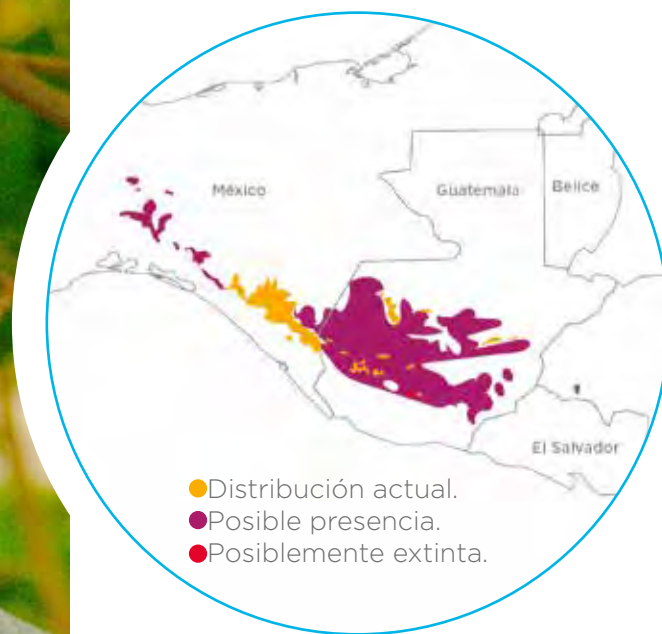 México
Guatemala
Belice
El Salvador
Distribución actual.
Posible presencia.
Posiblemente extinta.